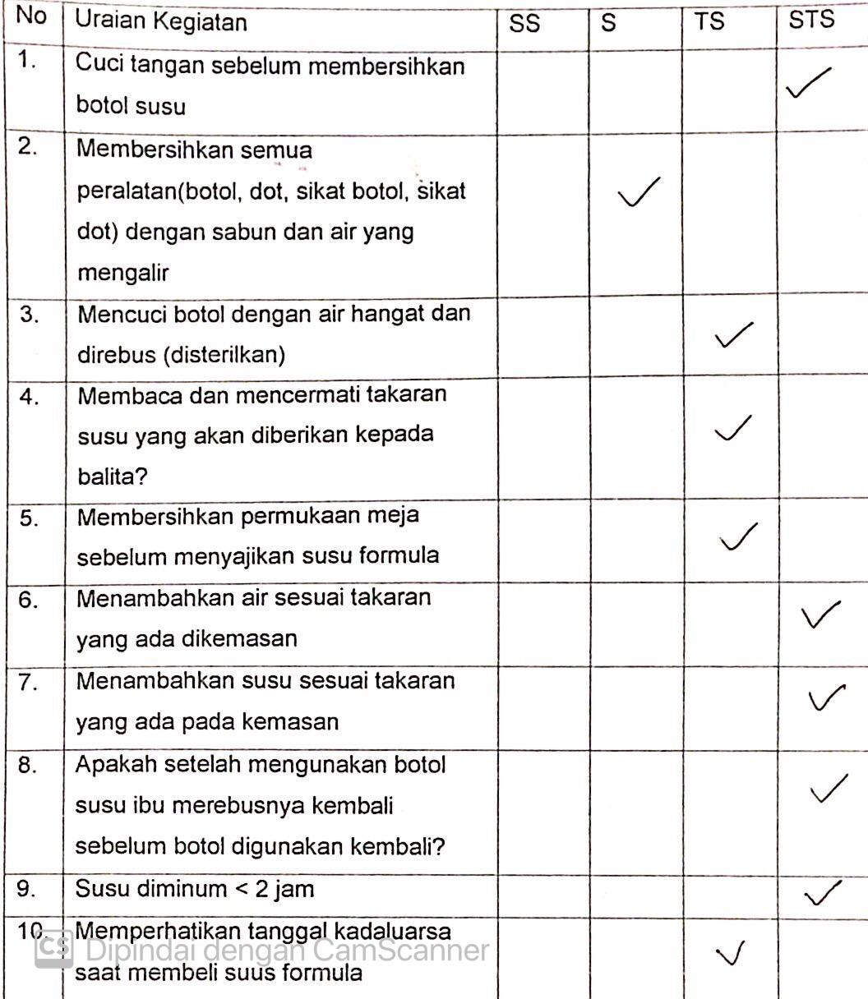 No Uraian Kegiatan SS S TS STS
1. Cuci tangan sebelum membersihkan
botol susu ✓
2. Membersihkan semua
peralatan(botol, dot, sikat botol, sikat ✓
dot) dengan sabun dan air yang
mengalir
3. Mencuci botol dengan air hangat dan
direbus (disterilkan) ✓
4. Membaca dan mencermati takaran
susu yang akan diberikan kepada ✓
balita?
5. Membersihkan permukaan meja
sebelum menyajikan susu formula ✓
6. Menambahkan air sesuai takaran ✓
yang ada dikemasan
7. Menambahkan susu sesuai takaran ✓
yang ada pada kemasan
8. Apakah setelah mengunakan botol
susu ibu merebusnya kembali ✓
sebelum botol digunakan kembali?
9. Susu diminum < 2 jam ✓
10. Memperhatikan tanggal kadaluarsa
CS Dipindai dengan CamScanner ✓
saat membeli suus formula